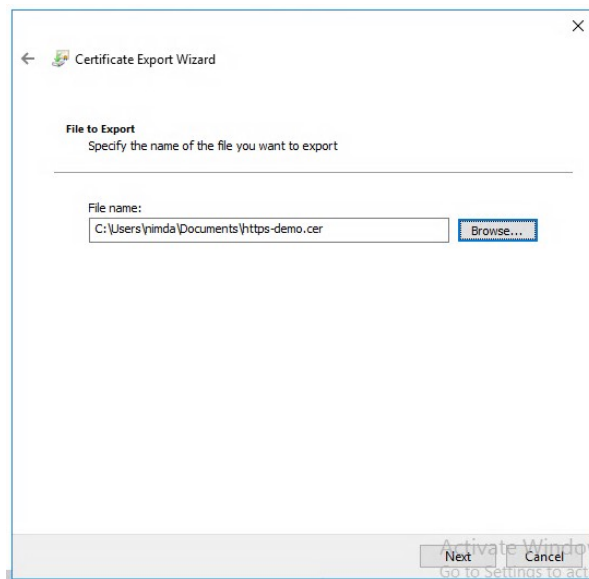 Certificate Export Wizard
File to Export
Specify the name of the file you want to export
File name:
C:\Users\nimda\Documents\https-demo.cer
Browse...
Activate Windo
Next
Cancel
Go to Settings to act